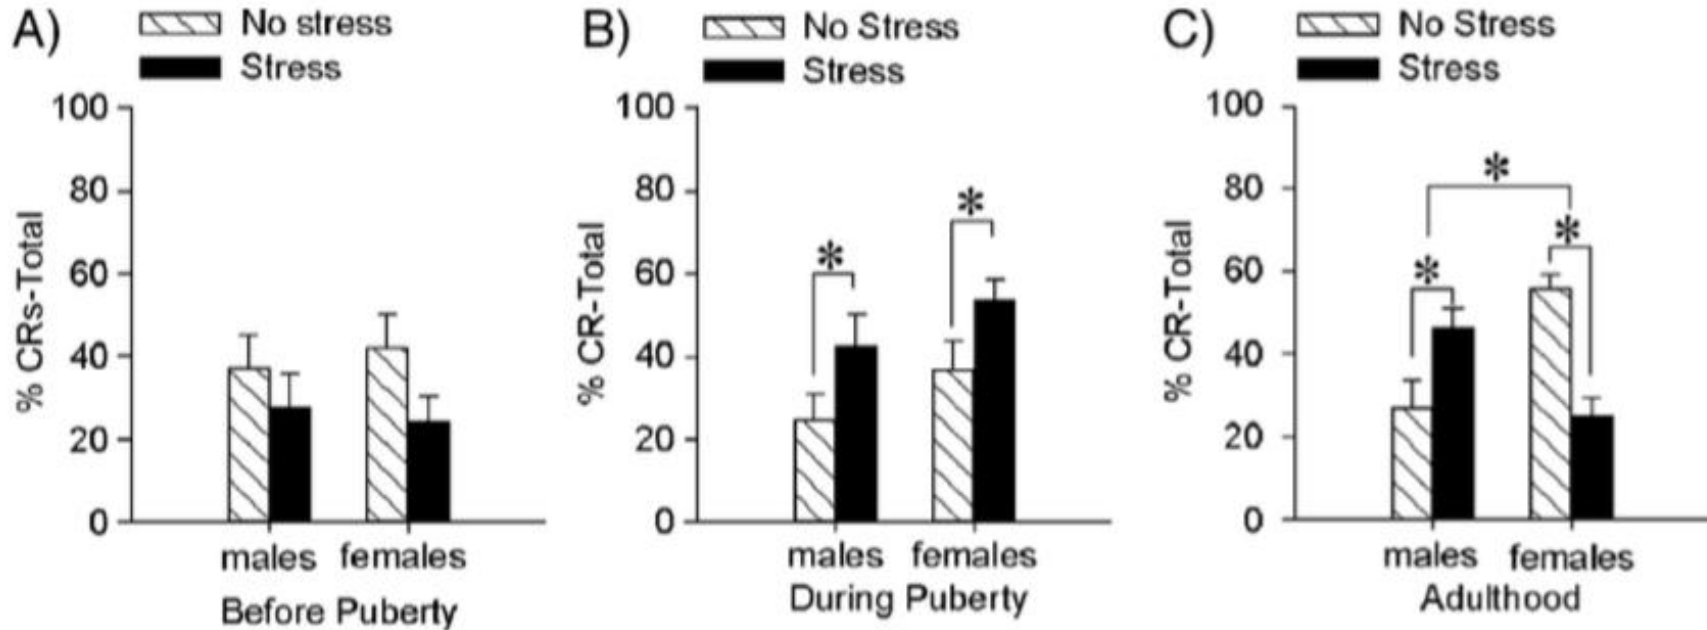 A)
No stress
Stress
100
80
60
40
20
0
% CRs-Total
males females
Before Puberty
B)
No Stress
Stress
100
80
60
40
20
0
% CR-Total
*
*
males females
During Puberty
C)
No Stress
Stress
100
80
60
40
20
0
% CR-Total
*
*
*
males females
Adulthood